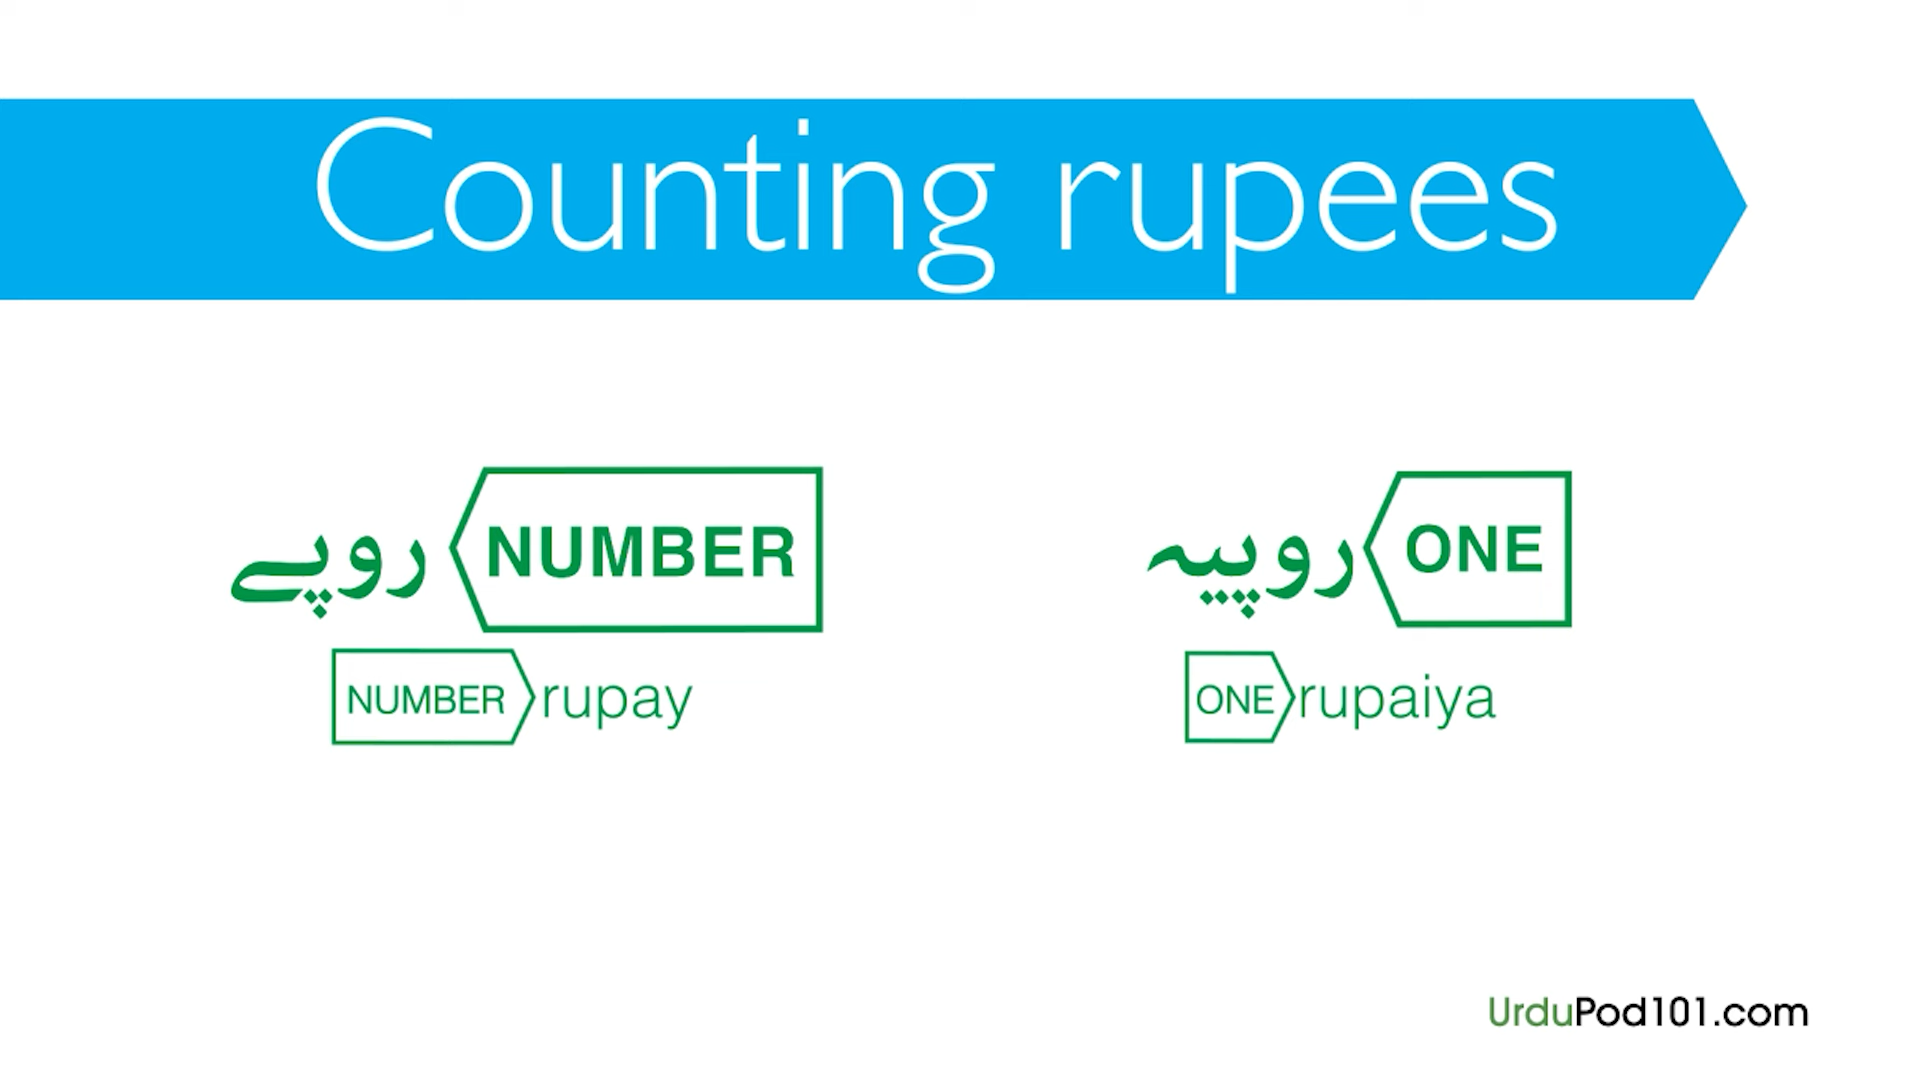 Counting rupees
NUMBER روپے
NUMBER rupay
ONE روپیہ
ONE rupaiya
UrduPod101.com